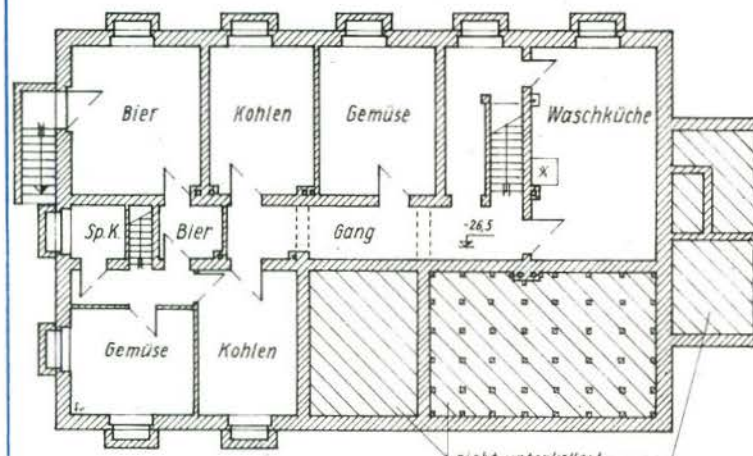 Bier
Kohlen
Gemüse
Waschküche
Sp.K.
Bier
Gang
-26,5
Gemüse
Kohlen
nicht unterkellert